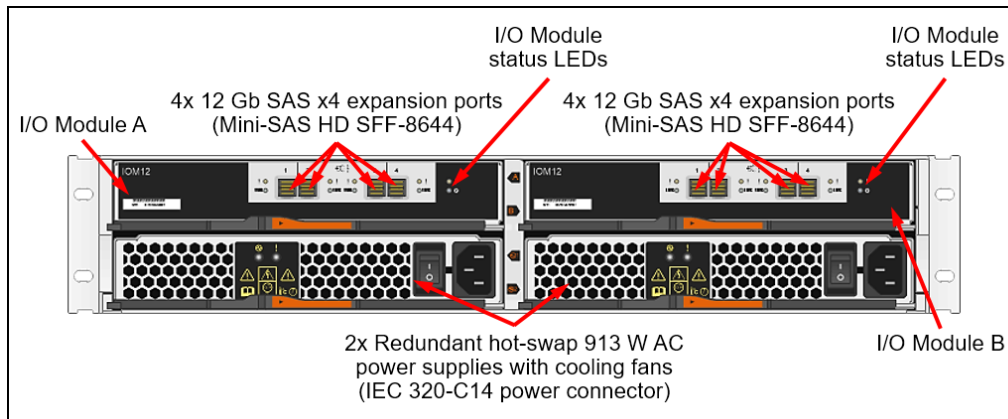 I/O Module
status LEDs
I/O Module
status LEDs
4x 12 Gb SAS x4 expansion ports
(Mini-SAS HD SFF-8644)
4x 12 Gb SAS x4 expansion ports
(Mini-SAS HD SFF-8644)
I/O Module A
IOM12
1
4
IOM12
1
4
A
B
2x Redundant hot-swap 913 W AC
power supplies with cooling fans
(IEC 320-C14 power connector)
I/O Module B